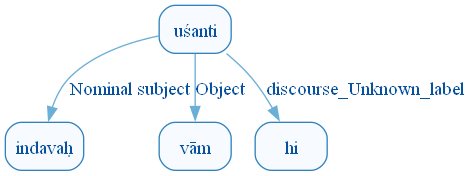 uśanti
Nominal subject Object discourse_Unknown_label
indavaḥ vām hi